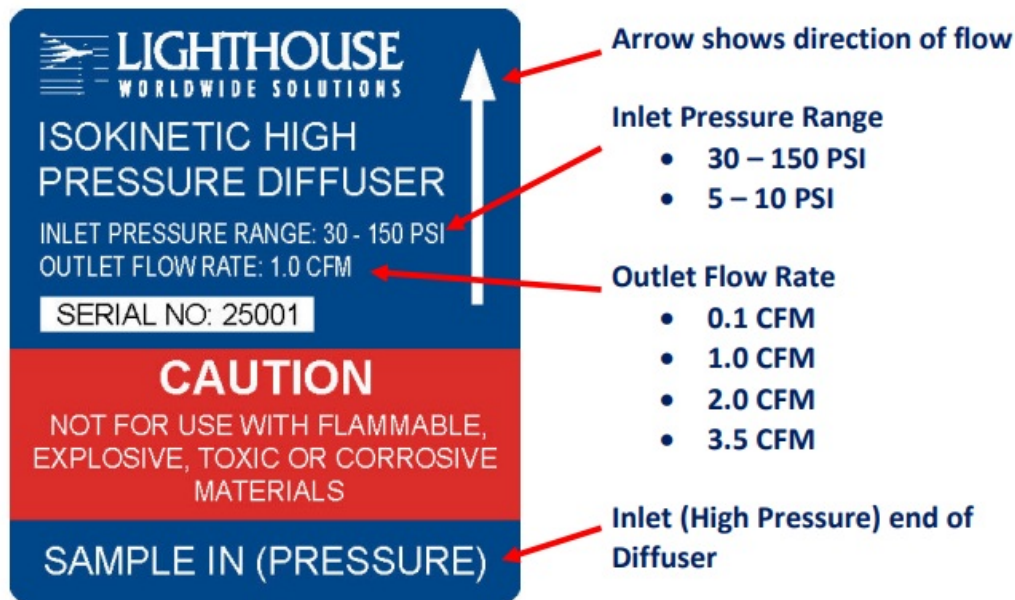 LIGHTHOUSE
WORLDWIDE SOLUTIONS
ISOKINETIC HIGH
PRESSURE DIFFUSER
INLET PRESSURE RANGE: 30 - 150 PSI
OUTLET FLOW RATE: 1.0 CFM
SERIAL NO: 25001
CAUTION
NOT FOR USE WITH FLAMMABLE,
EXPLOSIVE, TOXIC OR CORROSIVE
MATERIALS
SAMPLE IN (PRESSURE)
Arrow shows direction of flow
Inlet Pressure Range
• 30 – 150 PSI
• 5 – 10 PSI
Outlet Flow Rate
• 0.1 CFM
• 1.0 CFM
• 2.0 CFM
• 3.5 CFM
Inlet (High Pressure) end of
Diffuser